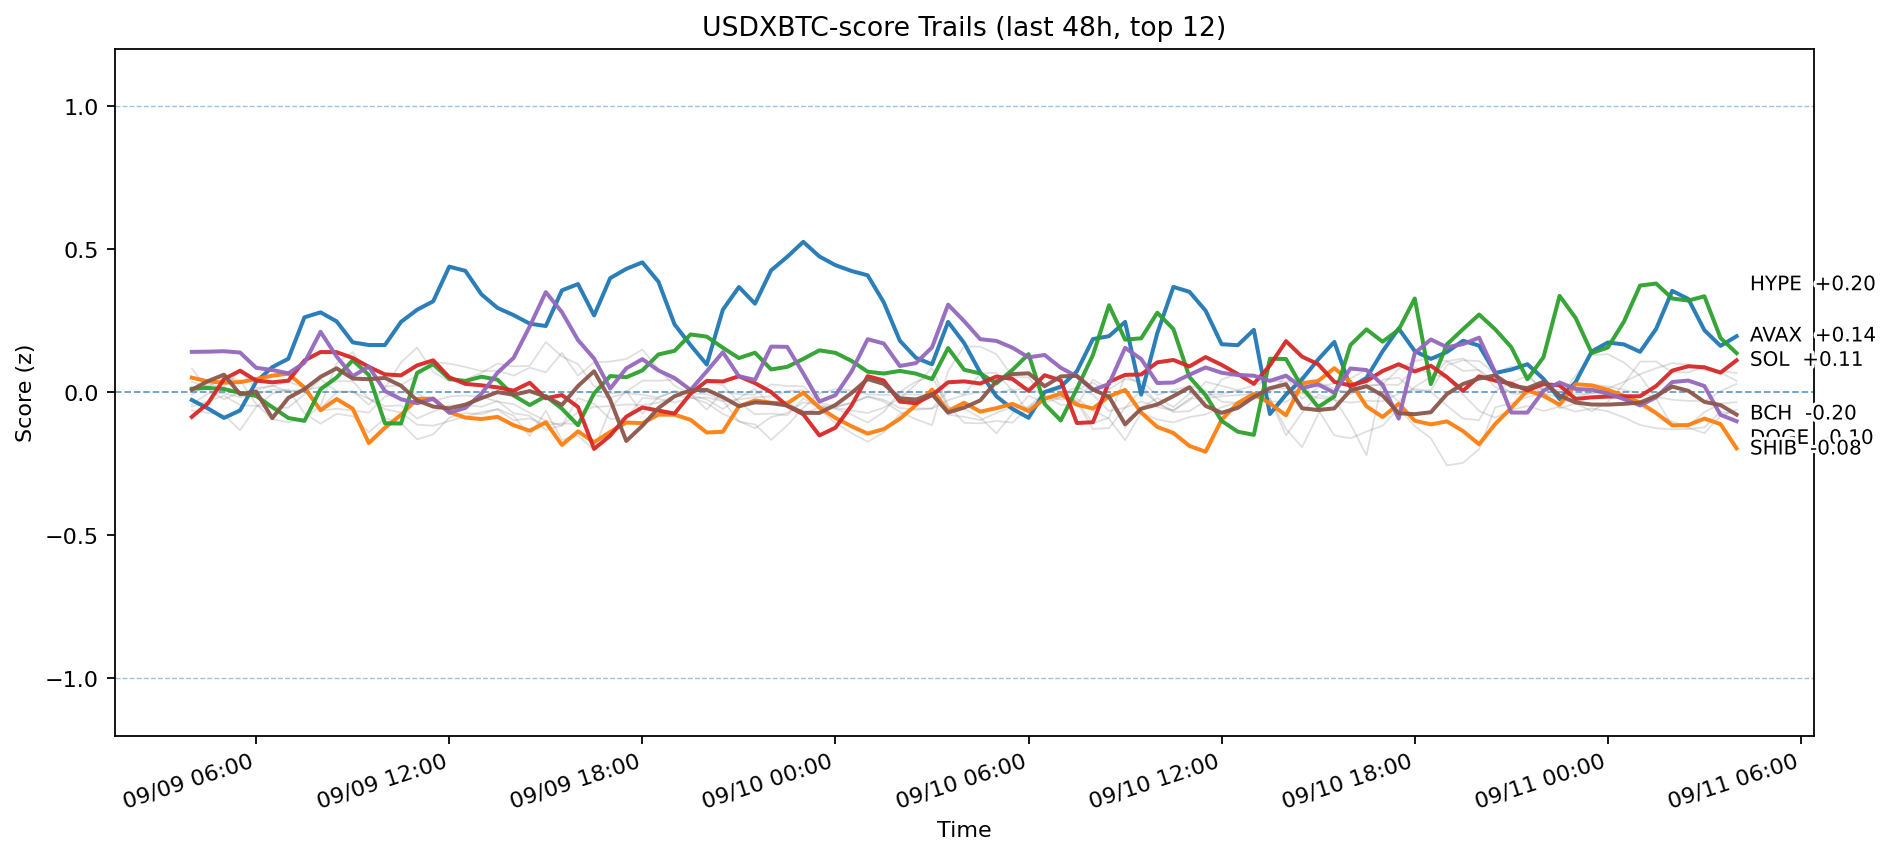 USDXBTC-score Trails (last 48h, top 12)
Score (z)
1.0
0.5
0.0
−0.5
−1.0
HYPE +0.20
AVAX +0.14
SOL +0.11
BCH -0.20
DOGE -0.10
SHIB -0.08
09/09 06:00
09/09 12:00
09/09 18:00
09/10 00:00
09/10 06:00
09/10 12:00
09/10 18:00
09/11 00:00
09/11 06:00
Time